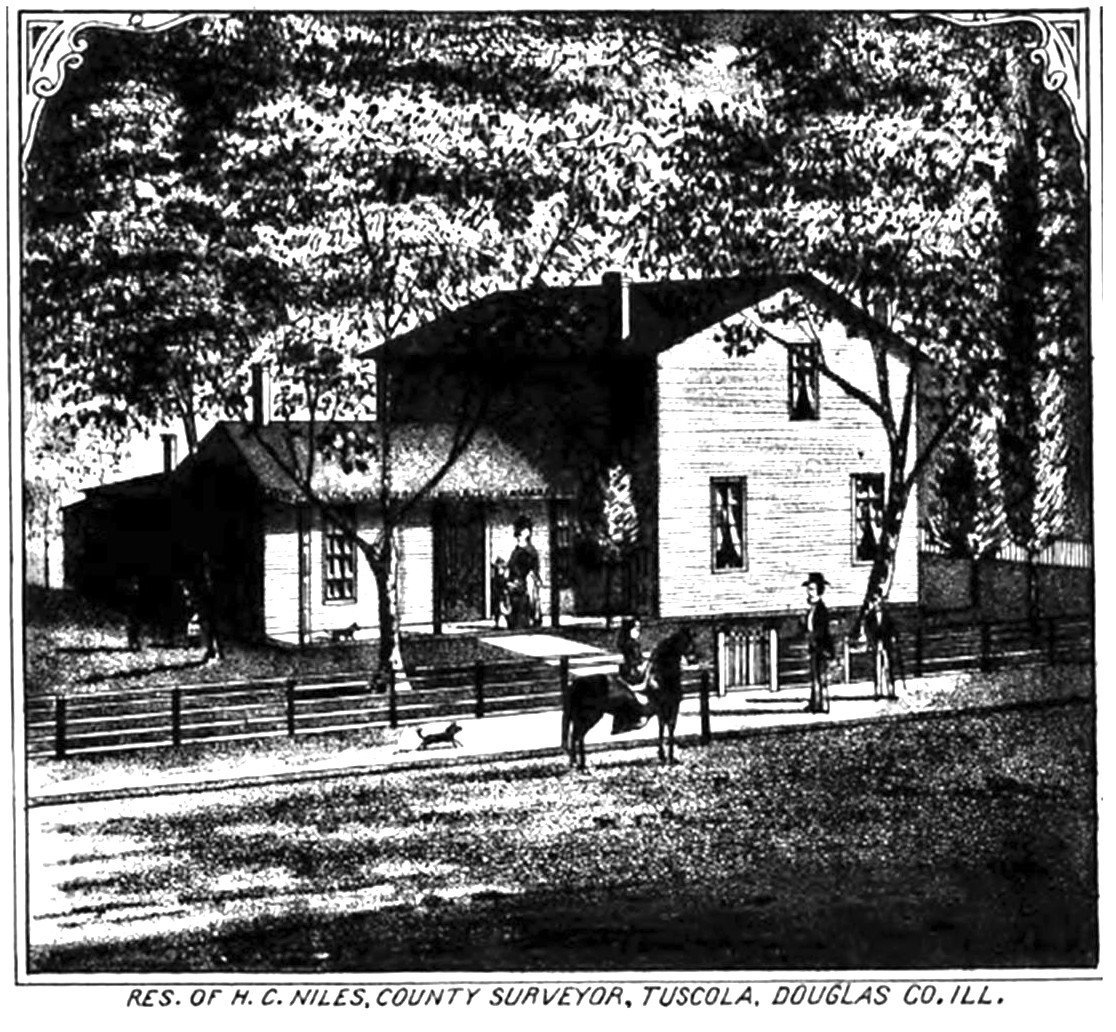 RES. OF H. C. NILES, COUNTY SURVEYOR, TUSCOLA, DOUGLAS CO. ILL.